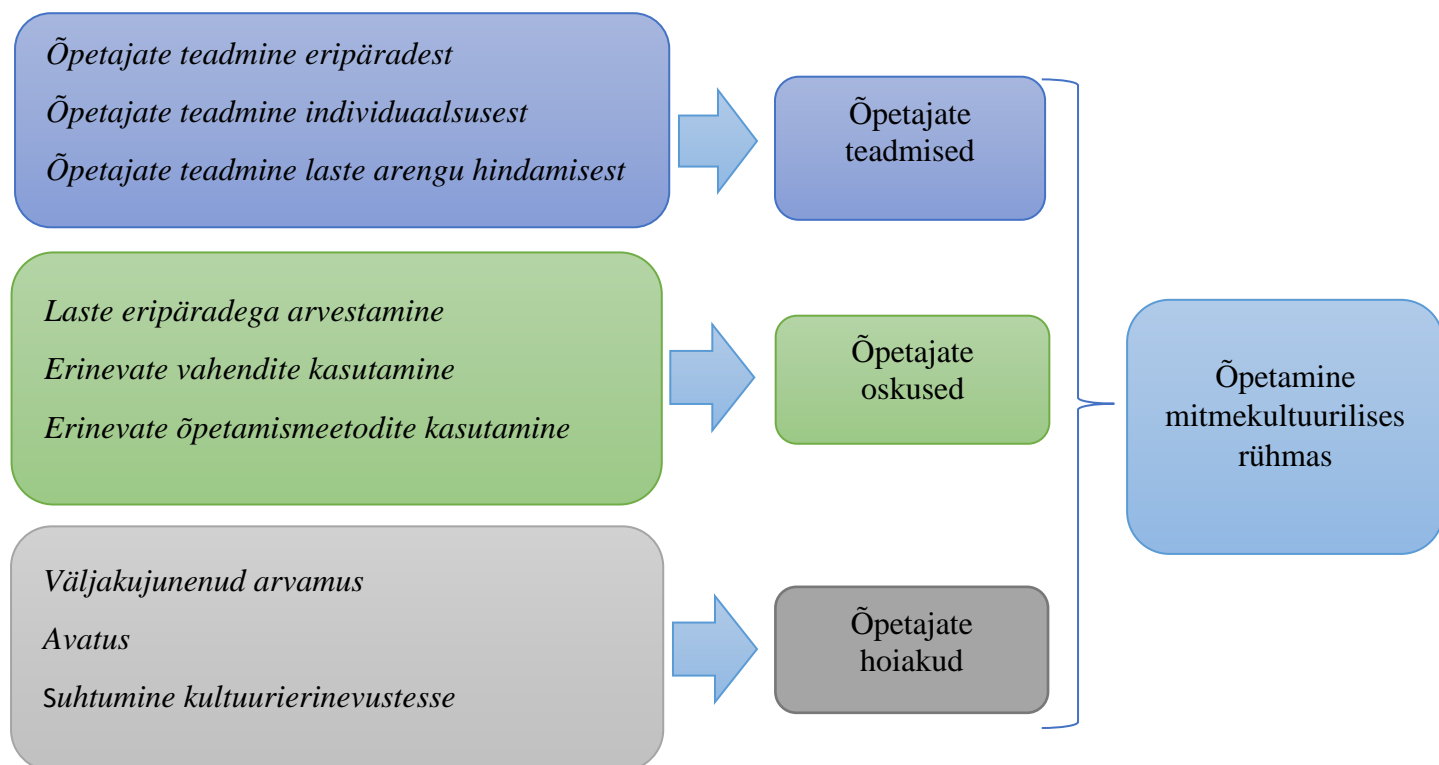 Õpetajate teadmine eripäradest
Õpetajate teadmine individuaalsusest
Õpetajate teadmine laste arengu hindamisest
Õpetajate
teadmised
Laste eripäradega arvestamine
Erinevate vahendite kasutamine
Erinevate õpetamismeetodite kasutamine
Õpetajate
oskused
Väljakujunenud arvamus
Avatus
Suhtumine kultuurierinevustesse
Õpetajate
hoiakud
Õpetamine
mitmekultuurilises
rühmas